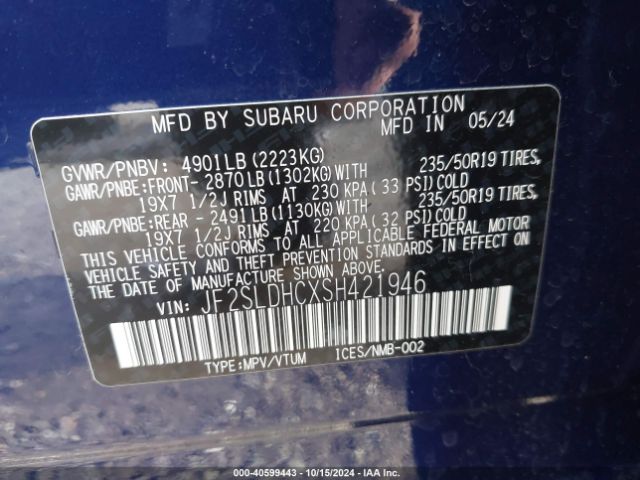 MFD BY SUBARU CORPORATION
MFD IN 05/24
GVWR/PNBV: 4901LB(2223KG)
GAWR/PNBE:FRONT- 2870LB(1302KG)WITH 235/50R19 TIRES,
19X7 1/2J RIMS AT 230 KPA(33 PSI)COLD
GAWR/PNBE:REAR - 2491LB(1130KG)WITH 235/50R19 TIRES,
19X7 1/2J RIMS AT 220 KPA(32 PSI)COLD
THIS VEHICLE CONFORMS TO ALL APPLICABLE FEDERAL MOTOR
VEHICLE SAFETY AND THEFT PREVENTION STANDARDS IN EFFECT ON
THE DATE OF MANUFACTURE SHOWN ABOVE.
VIN: JF2SLDHCXSH421946
TYPE:MPV/VTUM ICES/NMB-002
000-40599443 - 10/15/2024 - IAA Inc.